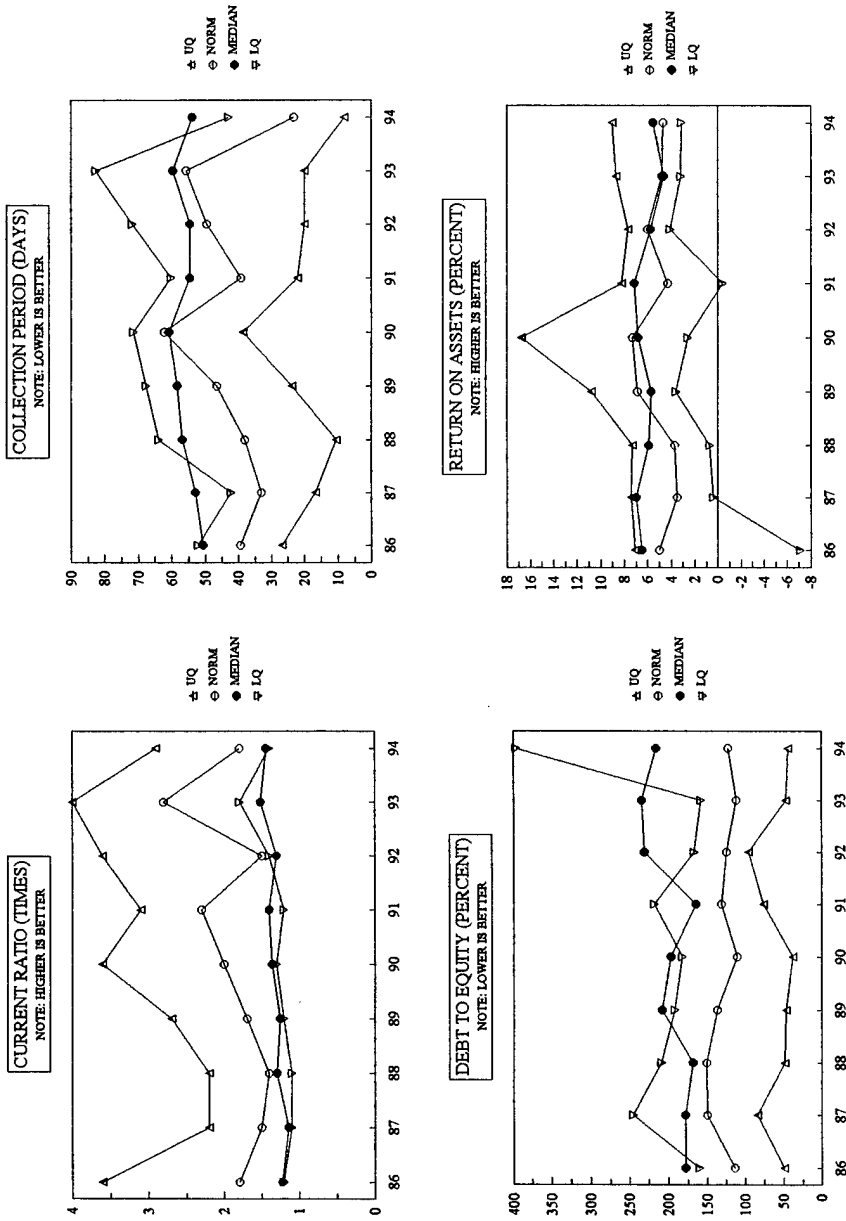 CURRENT RATIO (TIMES)
NOTE: HIGHER IS BETTER
4
3
2
1
0
86 87 88 89 90 91 92 93 94
UQ
NORM
MEDIAN
LQ
COLLECTION PERIOD (DAYS)
NOTE: LOWER IS BETTER
90
80
70
60
50
40
30
20
10
0
86 87 88 89 90 91 92 93 94
UQ
NORM
MEDIAN
LQ
DEBT TO EQUITY (PERCENT)
NOTE: LOWER IS BETTER
400
350
300
250
200
150
100
50
0
86 87 88 89 90 91 92 93 94
UQ
NORM
MEDIAN
LQ
RETURN ON ASSETS (PERCENT)
NOTE: HIGHER IS BETTER
18
16
14
12
10
8
6
4
2
0
-2
-4
-6
-8
86 87 88 89 90 91 92 93 94
UQ
NORM
MEDIAN
LQ